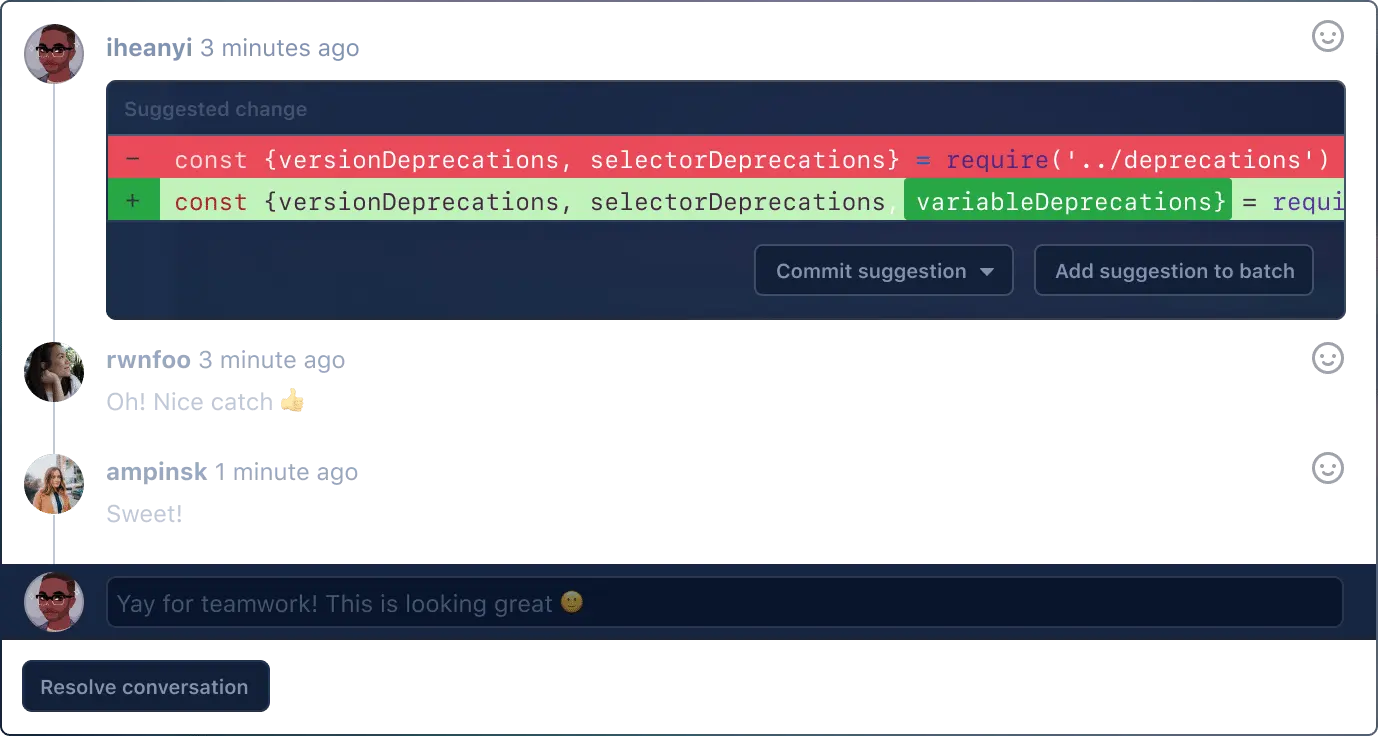 iheanyi 3 minutes ago
Suggested change
- const {versionDeprecations, selectorDeprecations} = require('../deprecations')
+ const {versionDeprecations, selectorDeprecations, variableDeprecations} = requi
Commit suggestion
Add suggestion to batch
rwnfoo 3 minute ago
Oh! Nice catch 👍
ampinsk 1 minute ago
Sweet!
Yay for teamwork! This is looking great 🙂
Resolve conversation